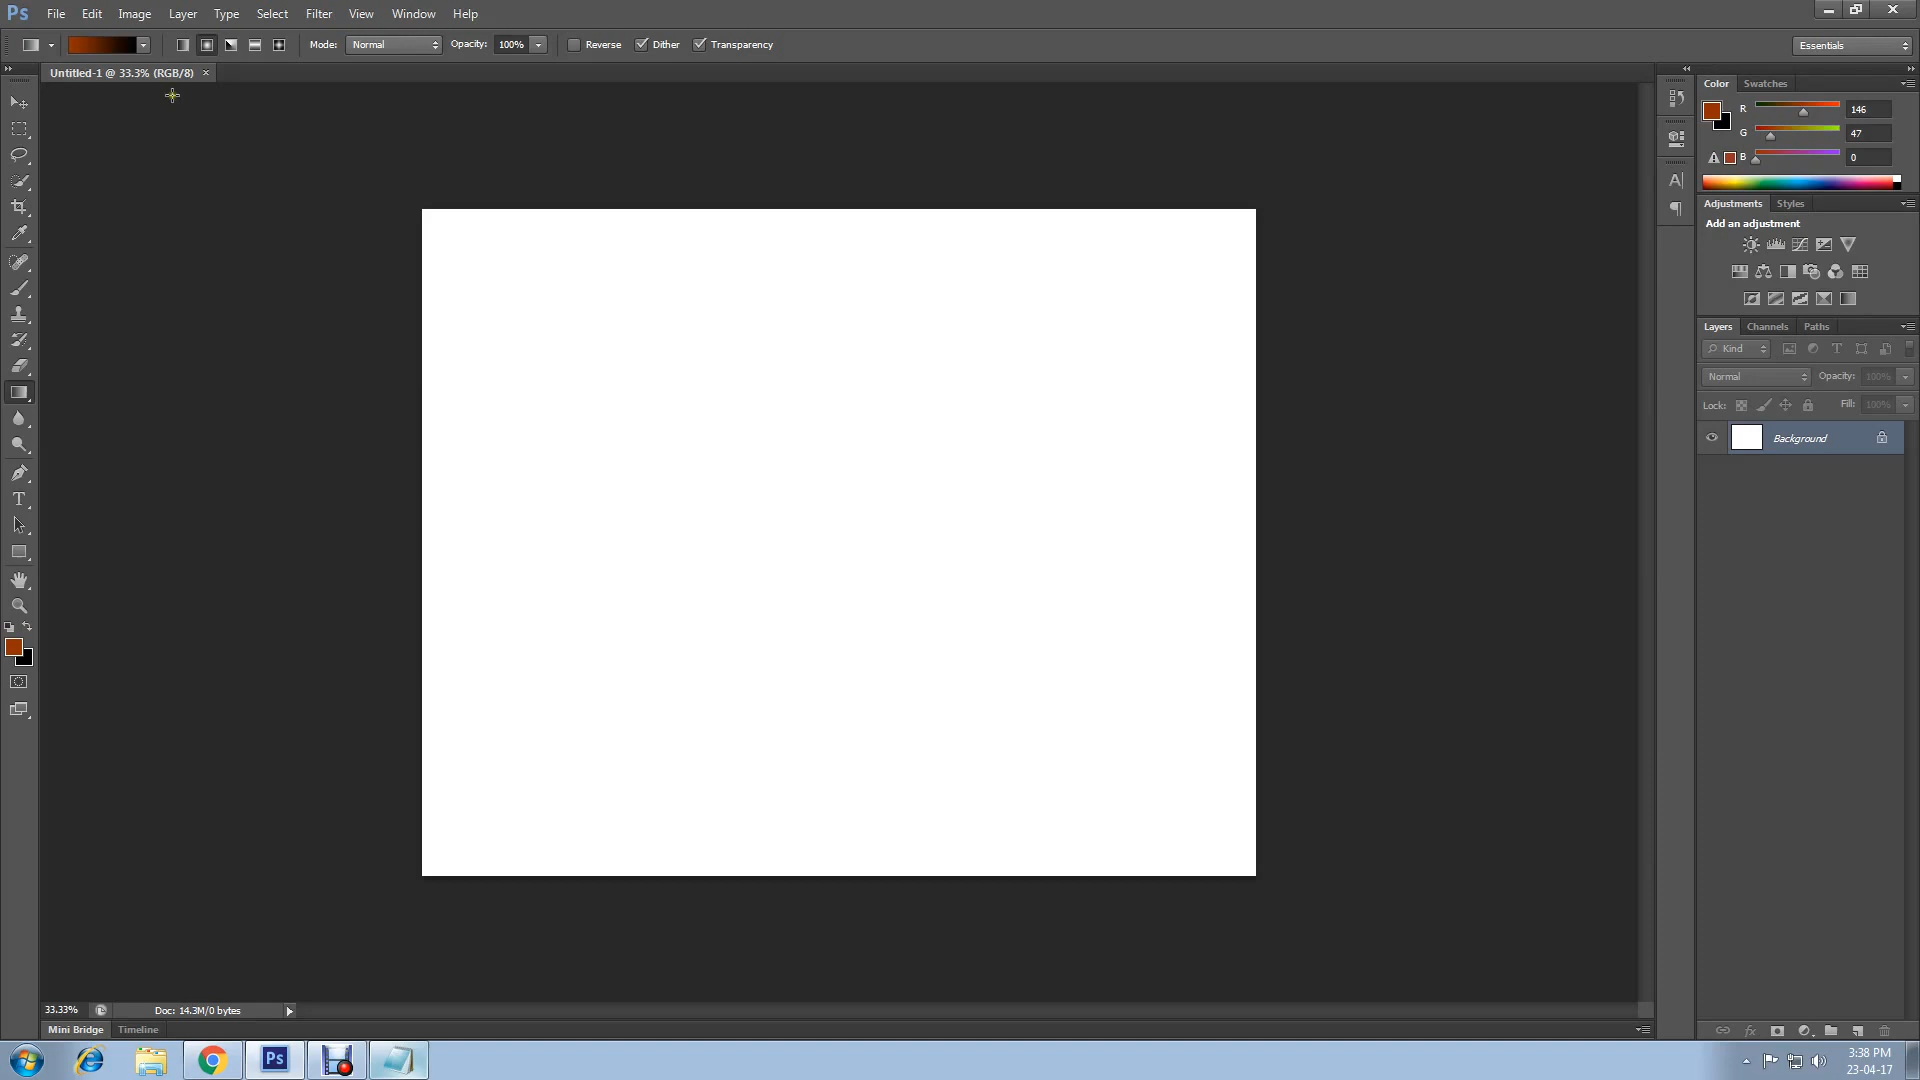 Ps File Edit Image Layer Type Select Filter View Window Help
Mode: Normal Opacity: 100% Reverse Dither Transparency Essentials
Untitled-1 @ 33.3% (RGB/8) ×
Color Swatches
R 146
G 47
B 0
Adjustments Styles
Add an adjustment
Layers Channels Paths
Kind
Normal Opacity: 100%
Lock: Fill: 100%
Background
33.33% Doc: 14.3M/0 bytes
Mini Bridge Timeline
Ps
3:38 PM
23-04-17